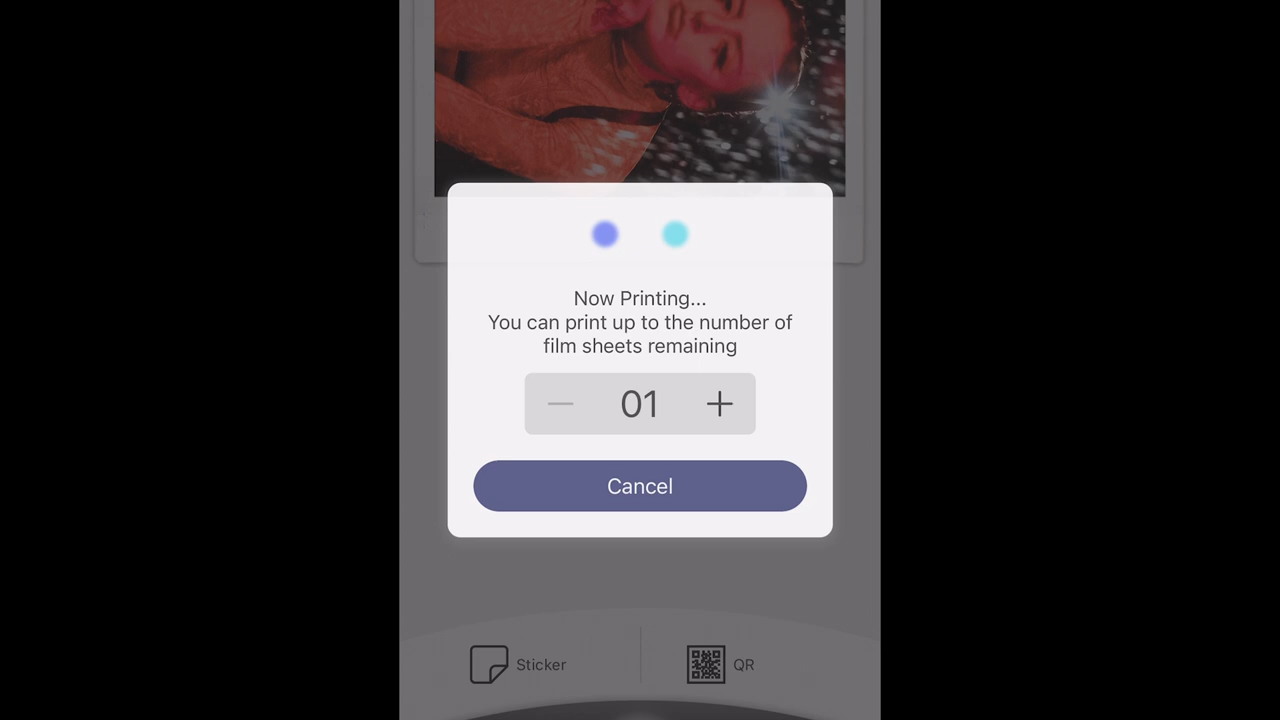 Now Printing...
You can print up to the number of
film sheets remaining
01
Cancel
Sticker
QR